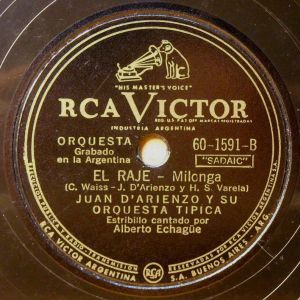 "HIS MASTER'S VOICE"
RCA VICTOR
REG. U.S. PAT. OFF. MARCAS REGISTRADAS
INDUSTRIA ARGENTINA
ORQUESTA
Grabado
en la Argentina
60-1591-B
"SADAIC"
EL RAJE - Milonga
(C. Waiss - J. D'Arienzo y H. S. Varela)
JUAN D'ARIENZO Y SU
ORQUESTA TIPICA
Estribillo cantado por
Alberto Echagüe
RCA VICTOR ARGENTINA
RCA
S.A. BUENOS AIRES - ARG.